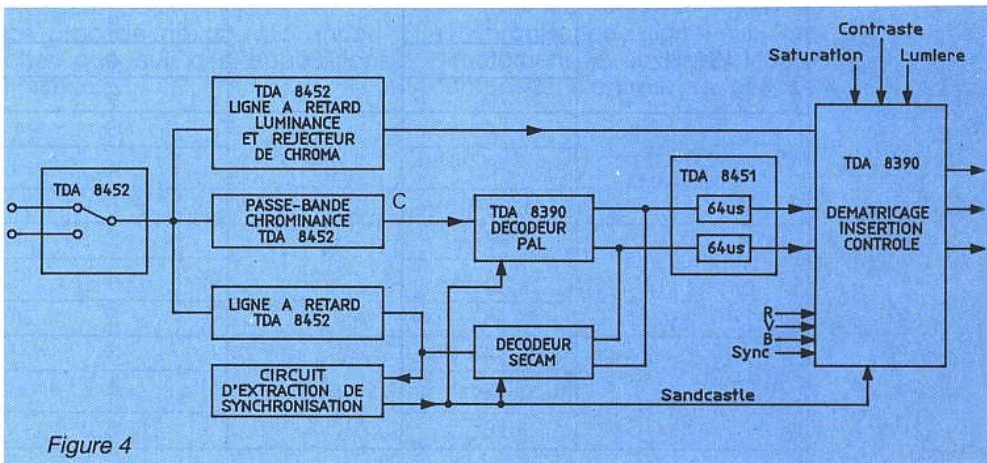 Contraste
Saturation
Lumiere
TDA 8452
LIGNE A RETARD
LUMINANCE
ET REJECTEUR
DE CHROMA
TDA 8452
PASSE-BANDE
CHROMINANCE
TDA 8452
C
TDA 8390
DECODEUR
PAL
TDA 8451
64us
64us
TDA 8390
DEMATRICAGE
INSERTION
CONTROLE
LIGNE A RETARD
TDA 8452
DECODEUR
SECAM
R
V
B
Sync
CIRCUIT
D'EXTRACTION DE
SYNCHRONISATION
Sandcastle
Figure 4